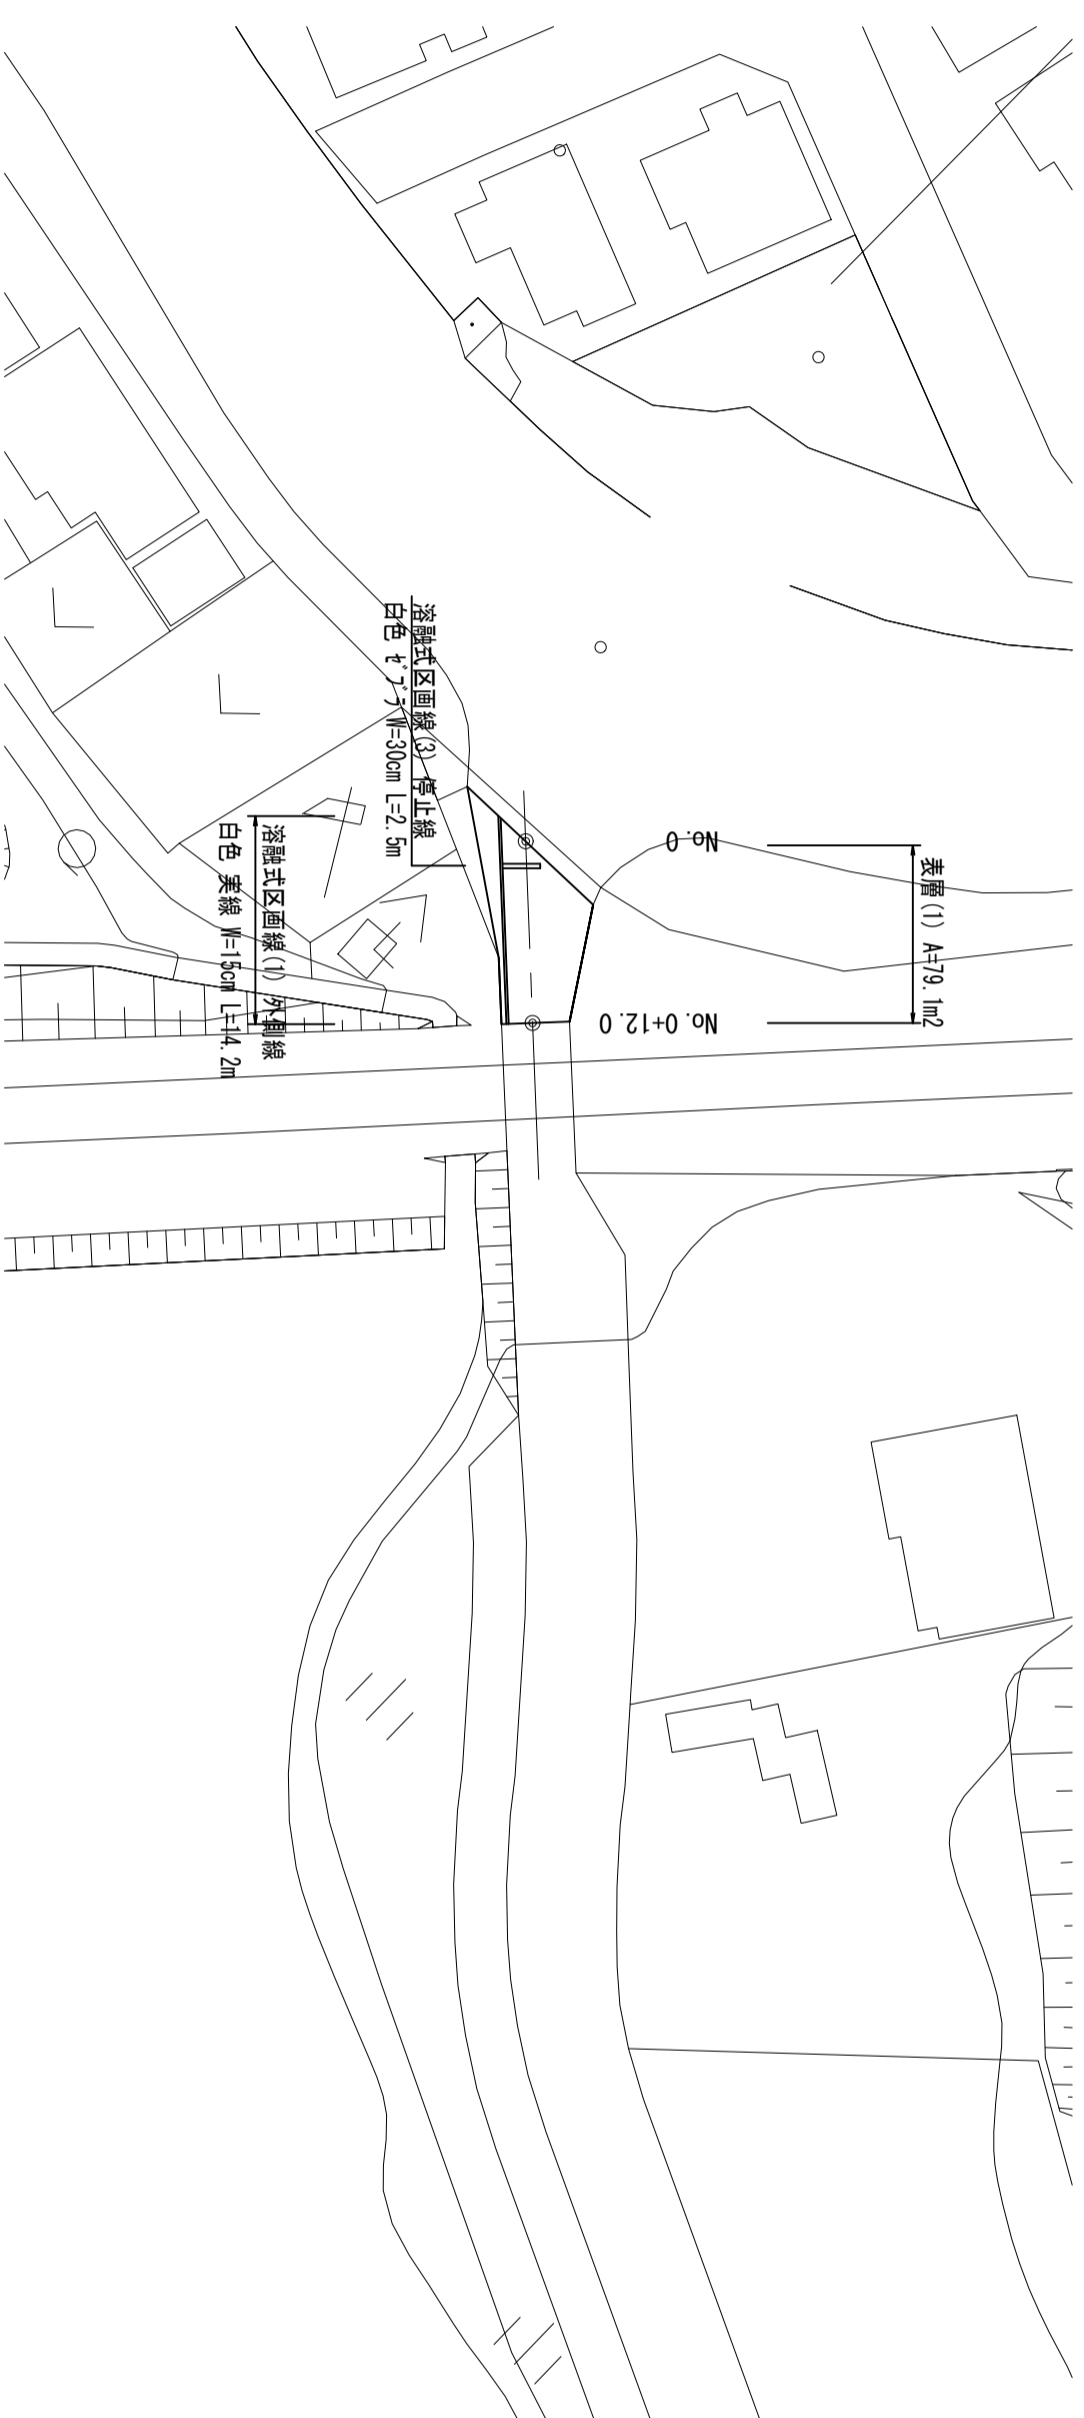 溶融式区画線(3) 停止線
白色 ｾﾞﾌﾞﾗ W=30cm L=2.5m
溶融式区画線(1) 外側線
白色 実線 W=15cm L=14.2m
No.0
No.0+12.0
表層(1) A=79.1m2